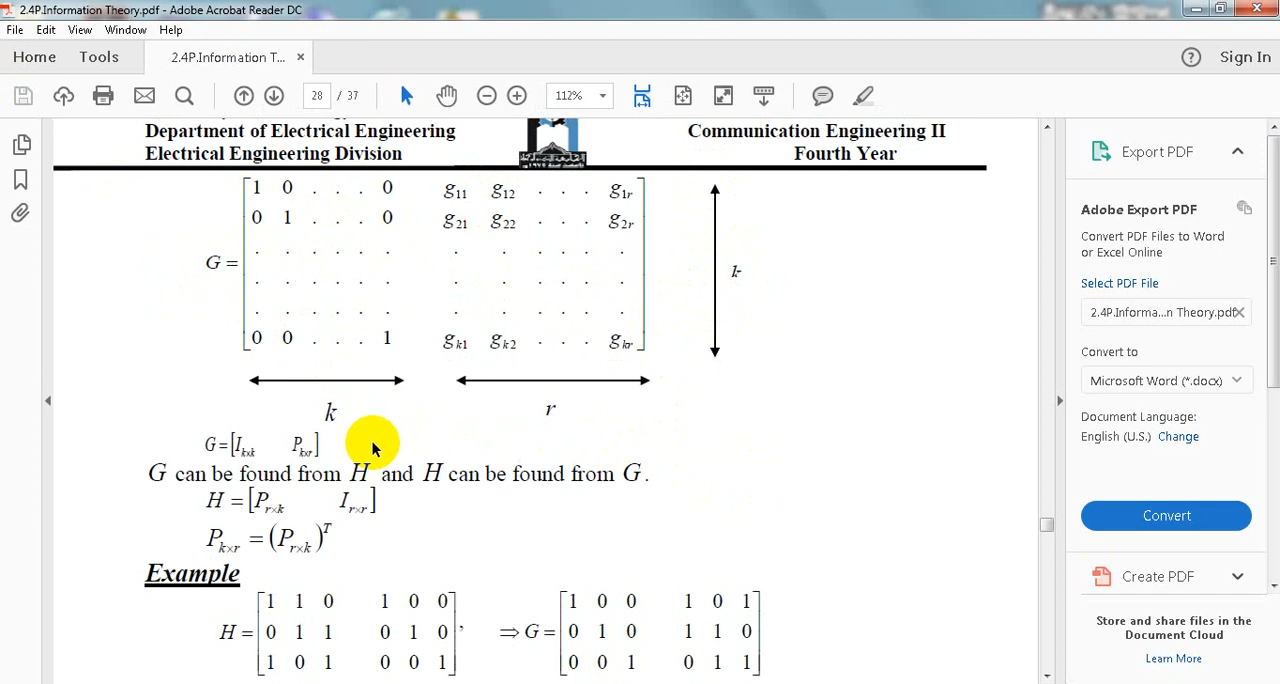 2.4P.Information Theory.pdf - Adobe Acrobat Reader DC
File Edit View Window Help
Home Tools 2.4P.Information T... × ? Sign In
28 / 37 112%
Department of Electrical Engineering Communication Engineering II
Electrical Engineering Division Fourth Year
1 0 . . . 0 g11 g12 . . . g1r
0 1 . . . 0 g21 g22 . . . g2r
. . . . . . . . . . . .
G = . . . . . . . . . . . . k
. . . . . . . . . . . .
0 0 . . . 1 gk1 gk2 . . . gkr
k r
G = [Ik×k Pk×r]
G can be found from H and H can be found from G.
H = [Pr×k Ir×r]
Pk×r = (Pr×k)T
Example
1 1 0 1 0 0 1 0 0 1 0 1
H = 0 1 1 0 1 0 , ⇒ G = 0 1 0 1 1 0
1 0 1 0 0 1 0 0 1 0 1 1
Export PDF
Adobe Export PDF
Convert PDF Files to Word
or Excel Online
Select PDF File
2.4P.Informa...n Theory.pdf ×
Convert to
Microsoft Word (*.docx)
Document Language:
English (U.S.) Change
Convert
Create PDF
Store and share files in the
Document Cloud
Learn More